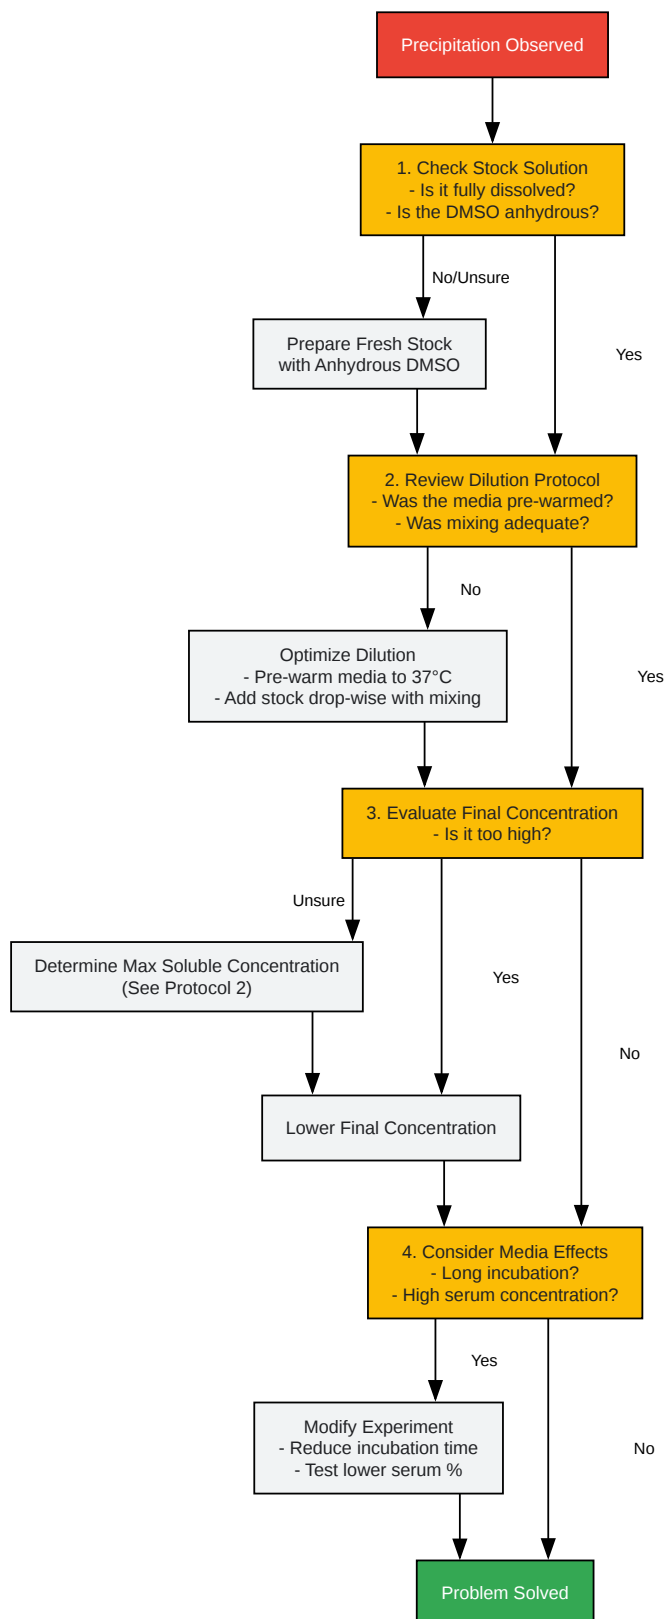 Precipitation Observed
1. Check Stock Solution
- Is it fully dissolved?
- Is the DMSO anhydrous?
No/Unsure
Prepare Fresh Stock
with Anhydrous DMSO
Yes
2. Review Dilution Protocol
- Was the media pre-warmed?
- Was mixing adequate?
No
Optimize Dilution
- Pre-warm media to 37°C
- Add stock drop-wise with mixing
Yes
3. Evaluate Final Concentration
- Is it too high?
Unsure
Determine Max Soluble Concentration
(See Protocol 2)
Yes
No
Lower Final Concentration
4. Consider Media Effects
- Long incubation?
- High serum concentration?
Yes
Modify Experiment
- Reduce incubation time
- Test lower serum %
No
Problem Solved